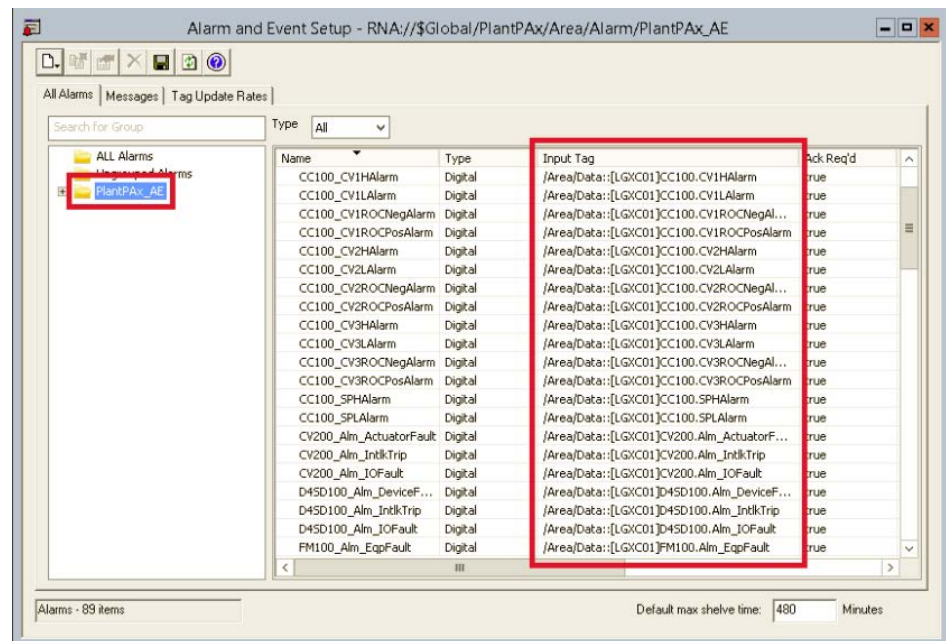 Alarm and Event Setup - RNA://$Global/PlantPAx/Area/Alarm/PlantPAx_AE
All Alarms Messages Tag Update Rates
Search for Group Type All
ALL Alarms
Ungrouped Alarms
PlantPAx_AE
Name Type Input Tag Ack Req'd
CC100_CV1HAlarm Digital /Area/Data::[LGXC01]CC100.CV1HAlarm true
CC100_CV1LAlarm Digital /Area/Data::[LGXC01]CC100.CV1LAlarm true
CC100_CV1ROCNegAlarm Digital /Area/Data::[LGXC01]CC100.CV1ROCNegAl... true
CC100_CV1ROCPosAlarm Digital /Area/Data::[LGXC01]CC100.CV1ROCPosAlarm true
CC100_CV2HAlarm Digital /Area/Data::[LGXC01]CC100.CV2HAlarm true
CC100_CV2LAlarm Digital /Area/Data::[LGXC01]CC100.CV2LAlarm true
CC100_CV2ROCNegAlarm Digital /Area/Data::[LGXC01]CC100.CV2ROCNegAl... true
CC100_CV2ROCPosAlarm Digital /Area/Data::[LGXC01]CC100.CV2ROCPosAlarm true
CC100_CV3HAlarm Digital /Area/Data::[LGXC01]CC100.CV3HAlarm true
CC100_CV3LAlarm Digital /Area/Data::[LGXC01]CC100.CV3LAlarm true
CC100_CV3ROCNegAlarm Digital /Area/Data::[LGXC01]CC100.CV3ROCNegAl... true
CC100_CV3ROCPosAlarm Digital /Area/Data::[LGXC01]CC100.CV3ROCPosAlarm true
CC100_SPHAlarm Digital /Area/Data::[LGXC01]CC100.SPHAlarm true
CC100_SPLAlarm Digital /Area/Data::[LGXC01]CC100.SPLAlarm true
CV200_Alm_ActuatorFault Digital /Area/Data::[LGXC01]CV200.Alm_ActuatorF... true
CV200_Alm_IntlkTrip Digital /Area/Data::[LGXC01]CV200.Alm_IntlkTrip true
CV200_Alm_IOFault Digital /Area/Data::[LGXC01]CV200.Alm_IOFault true
D4SD100_Alm_DeviceF... Digital /Area/Data::[LGXC01]D4SD100.Alm_DeviceF... true
D4SD100_Alm_IntlkTrip Digital /Area/Data::[LGXC01]D4SD100.Alm_IntlkTrip true
D4SD100_Alm_IOFault Digital /Area/Data::[LGXC01]D4SD100.Alm_IOFault true
FM100_Alm_EqpFault Digital /Area/Data::[LGXC01]FM100.Alm_EqpFault true
Alarms - 89 items Default max shelve time: 480 Minutes